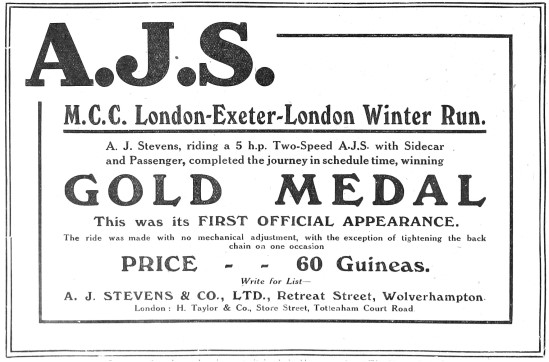 A.J.S.
M.C.C. London-Exeter-London Winter Run.
A. J. Stevens, riding a 5 h.p. Two-Speed A.J.S. with Sidecar
and Passenger, completed the journey in schedule time, winning
GOLD MEDAL
This was its FIRST OFFICIAL APPEARANCE.
The ride was made with no mechanical adjustment, with the exception of tightening the back
chain on one occasion
PRICE - - 60 Guineas.
Write for List—
A. J. STEVENS & CO., LTD., Retreat Street, Wolverhampton.
London: H. Taylor & Co., Store Street, Tottenham Court Road